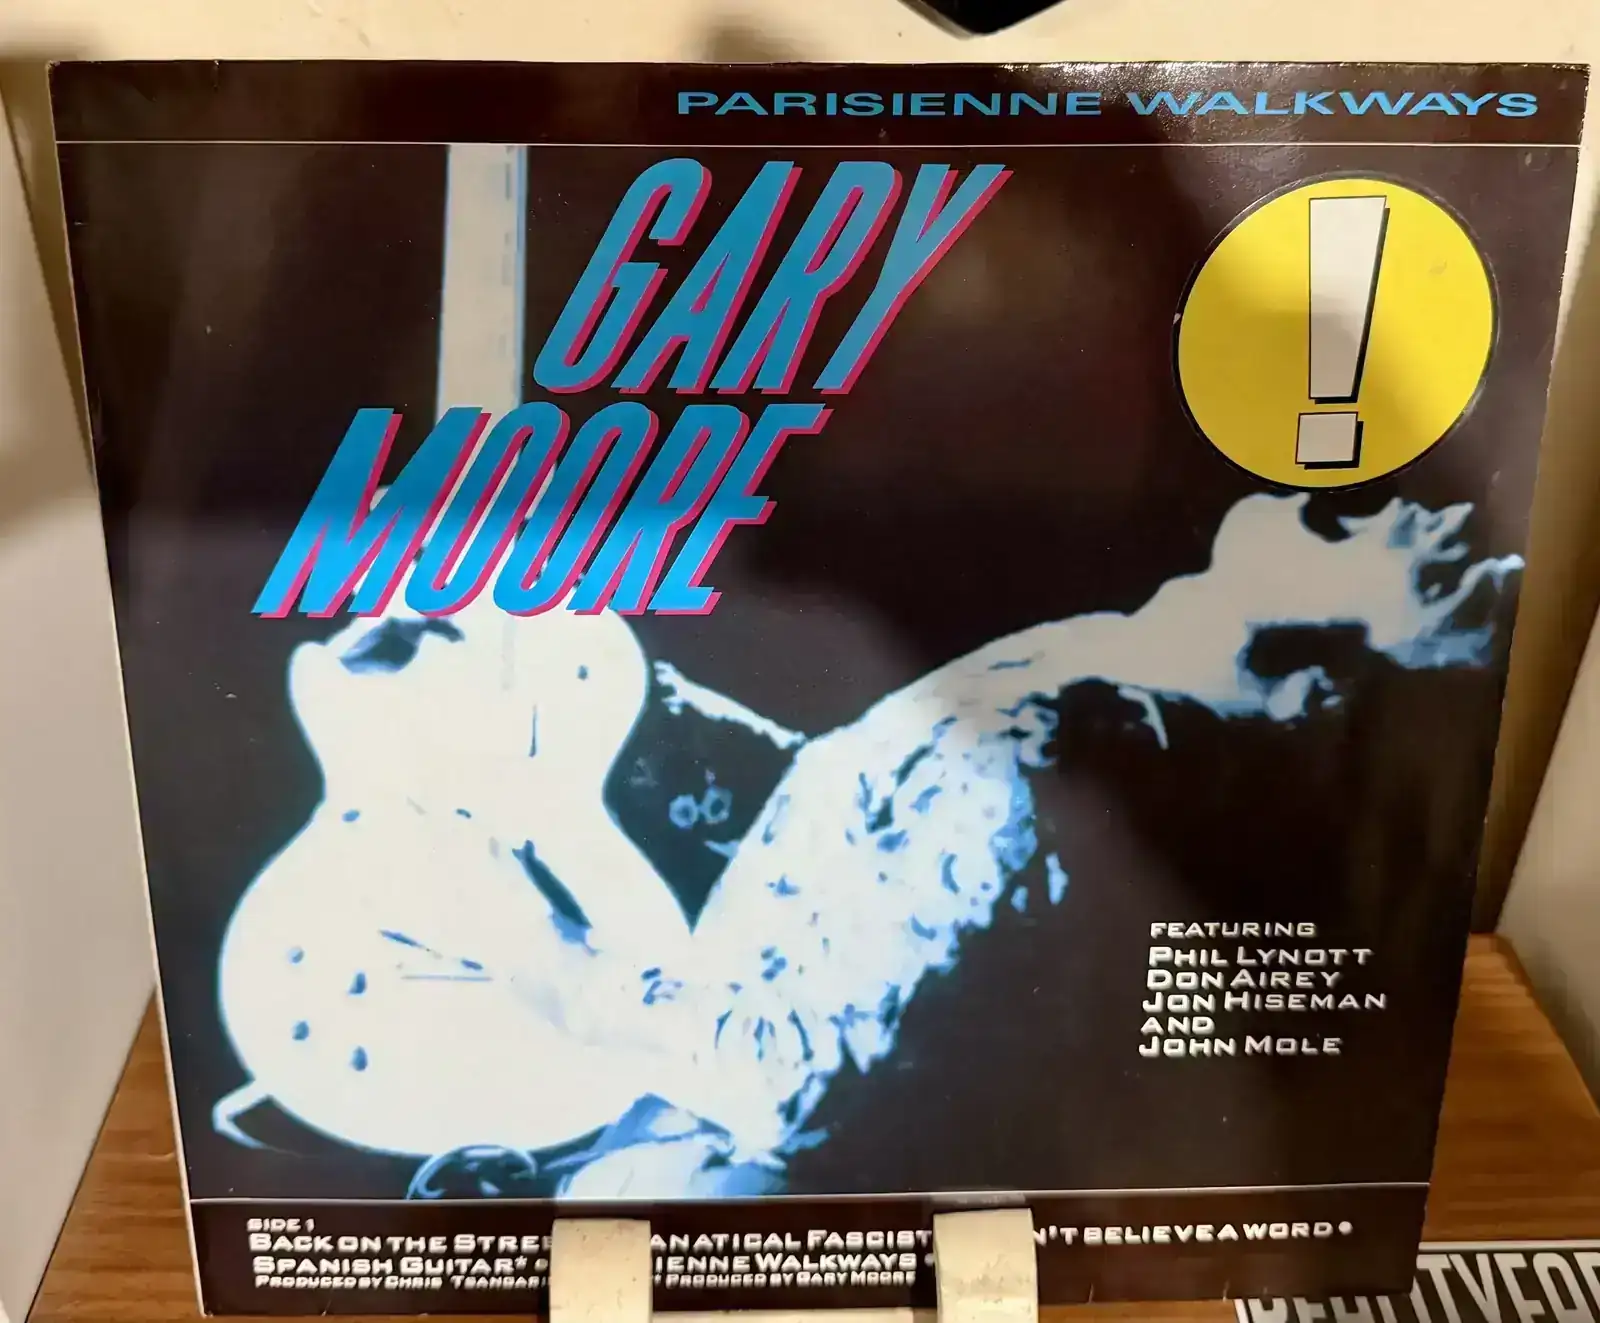 PARISIENNE WALKWAYS
GARY
MOORE
!
FEATURING
PHIL LYNOTT
DON AIREY
JON HISEMAN
AND
JOHN MOLE
SIDE 1
BACK ON THE STREE ANATICAL FASCIST N'T BELIEVE A WORD •
SPANISH GUITAR* • IENNE WALKWAYS •
PRODUCED BY CHRIS TSANGARI * PRODUCED BY GARY MOORE